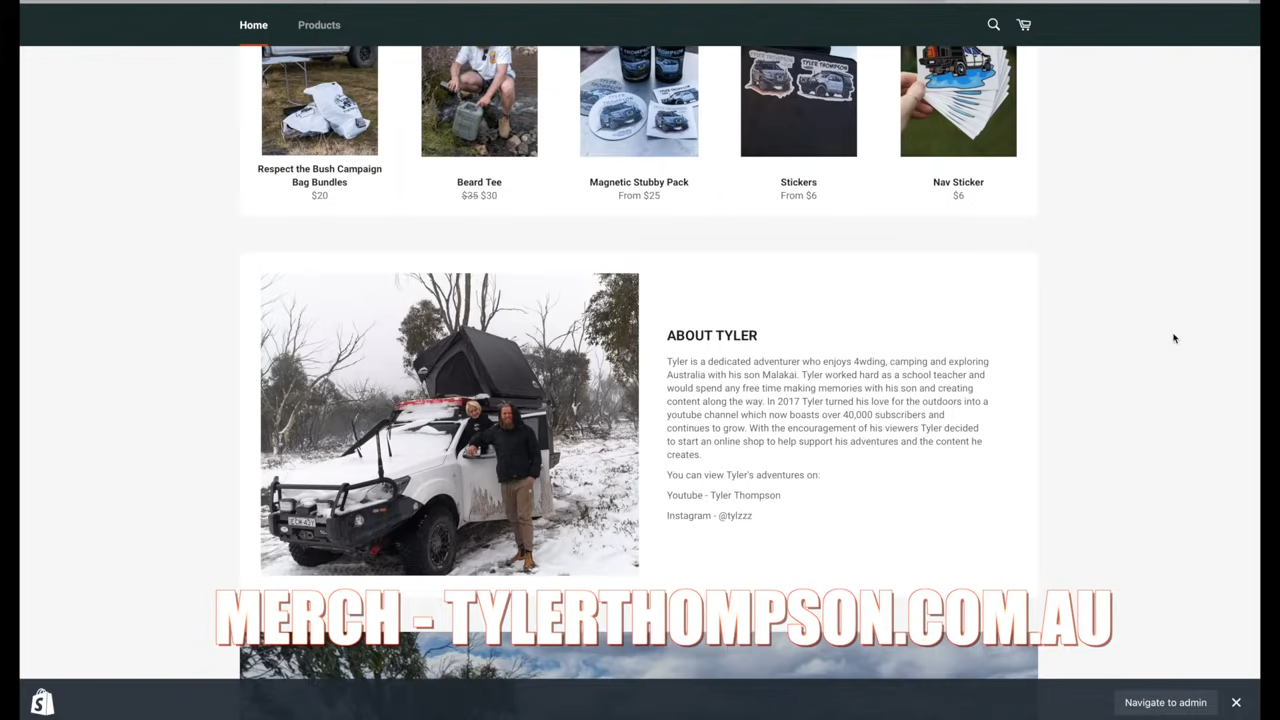 Home
Products
Respect the Bush Campaign
Bag Bundles
$20
Beard Tee
$35 $30
Magnetic Stubby Pack
From $25
Stickers
From $6
Nav Sticker
$6
ABOUT TYLER
Tyler is a dedicated adventurer who enjoys 4wding, camping and exploring
Australia with his son Malakai. Tyler worked hard as a school teacher and
would spend any free time making memories with his son and creating
content along the way. In 2017 Tyler turned his love for the outdoors into a
youtube channel which now boasts over 40,000 subscribers and
continues to grow. With the encouragement of his viewers Tyler decided
to start an online shop to help support his adventures and the content he
creates.
You can view Tyler's adventures on:
Youtube - Tyler Thompson
Instagram - @tylzzz
MERCH - TYLERTHOMPSON.COM.AU
Navigate to admin